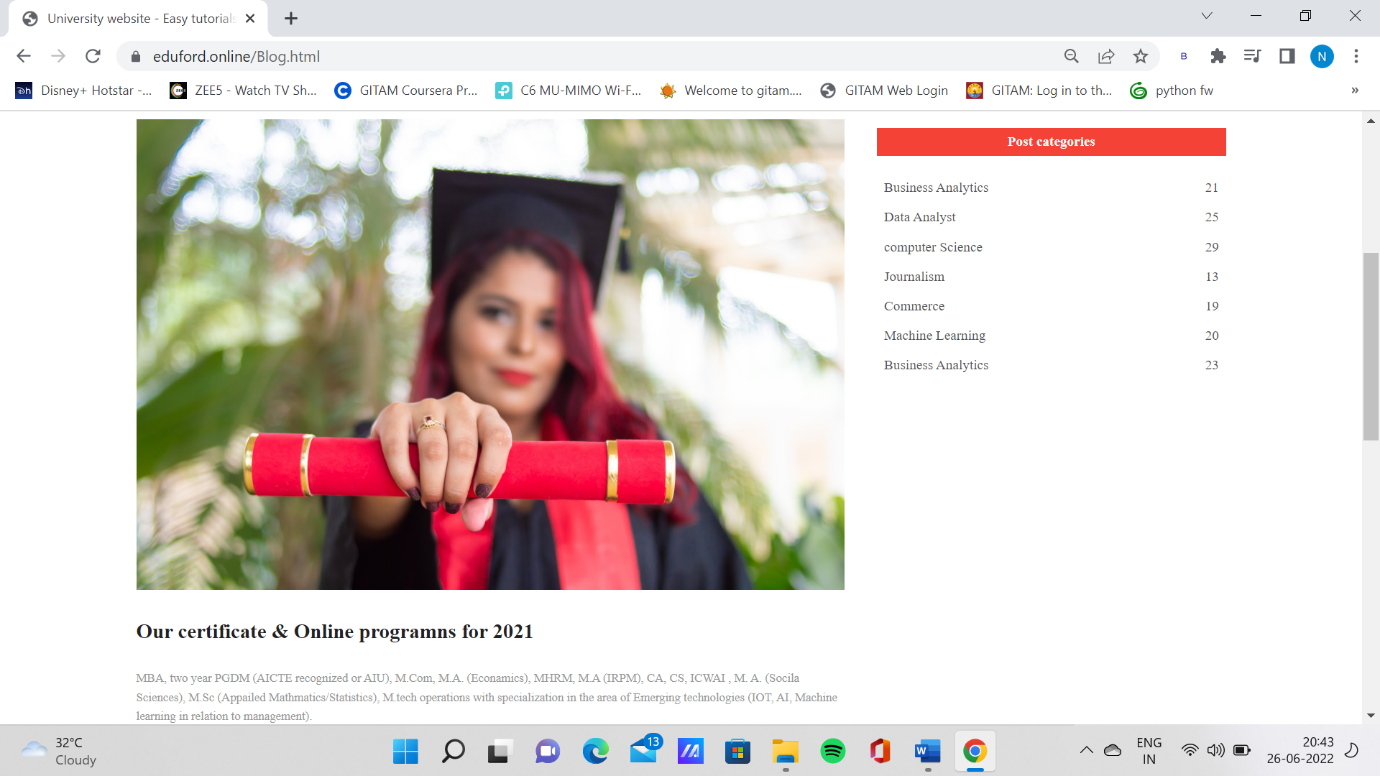 University website - Easy tutorials
eduford.online/Blog.html
B
N
Disney+ Hotstar -...
ZEE5 - Watch TV Sh...
GITAM Coursera Pr...
C6 MU-MIMO Wi-F...
Welcome to gitam....
GITAM Web Login
GITAM: Log in to th...
python fw
»
Post categories
Business Analytics 21
Data Analyst 25
computer Science 29
Journalism 13
Commerce 19
Machine Learning 20
Business Analytics 23
Our certificate & Online programns for 2021
MBA, two year PGDM (AICTE recognized or AIU), M.Com, M.A. (Econamics), MHRM, M.A (IRPM), CA, CS, ICWAI , M. A. (Socila
Sciences), M.Sc (Appailed Mathmatics/Statistics), M.tech operations with specialization in the area of Emerging technologies (IOT, AI, Machine
learning in relation to management).
32°C
Cloudy
13
ENG
IN
20:43
26-06-2022